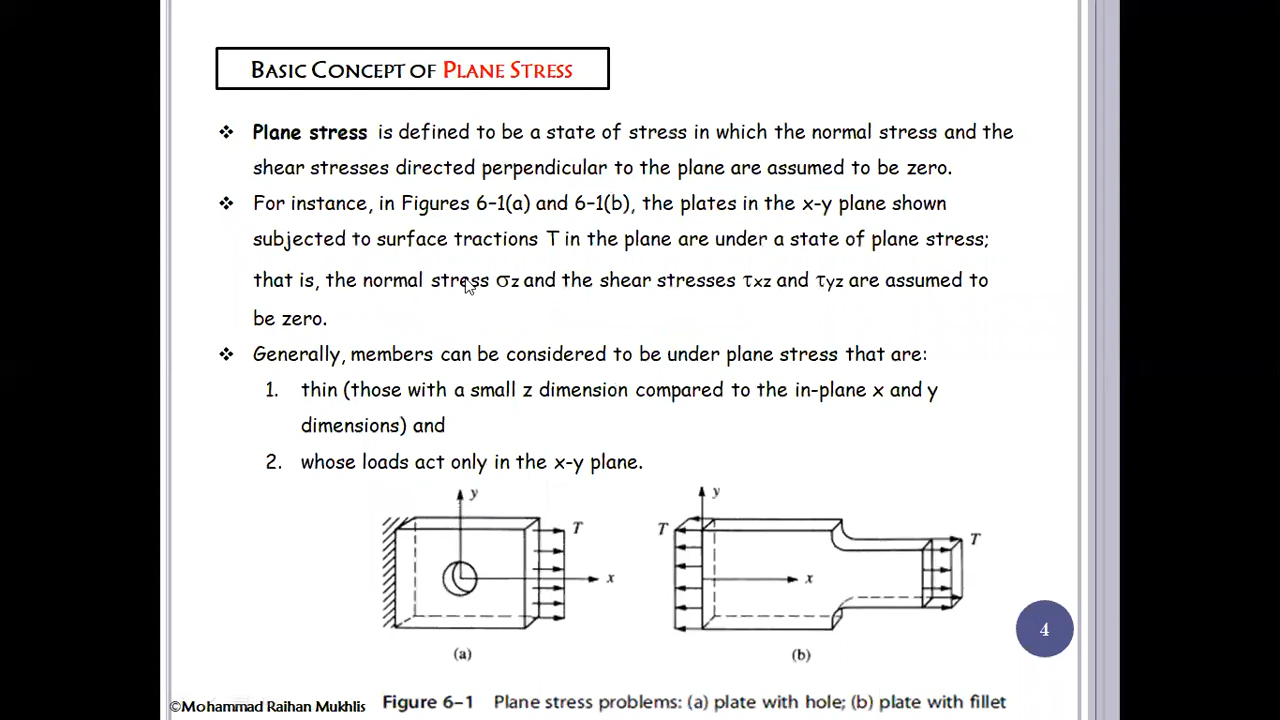 BASIC CONCEPT OF PLANE STRESS
❖ Plane stress is defined to be a state of stress in which the normal stress and the
shear stresses directed perpendicular to the plane are assumed to be zero.
❖ For instance, in Figures 6–1(a) and 6–1(b), the plates in the x-y plane shown
subjected to surface tractions T in the plane are under a state of plane stress;
that is, the normal stress σz and the shear stresses τxz and τyz are assumed to
be zero.
❖ Generally, members can be considered to be under plane stress that are:
1. thin (those with a small z dimension compared to the in-plane x and y
dimensions) and
2. whose loads act only in the x-y plane.
y
T
x
(a)
y
T
T
x
(b)
4
Figure 6–1 Plane stress problems: (a) plate with hole; (b) plate with fillet
©Mohammad Raihan Mukhlis